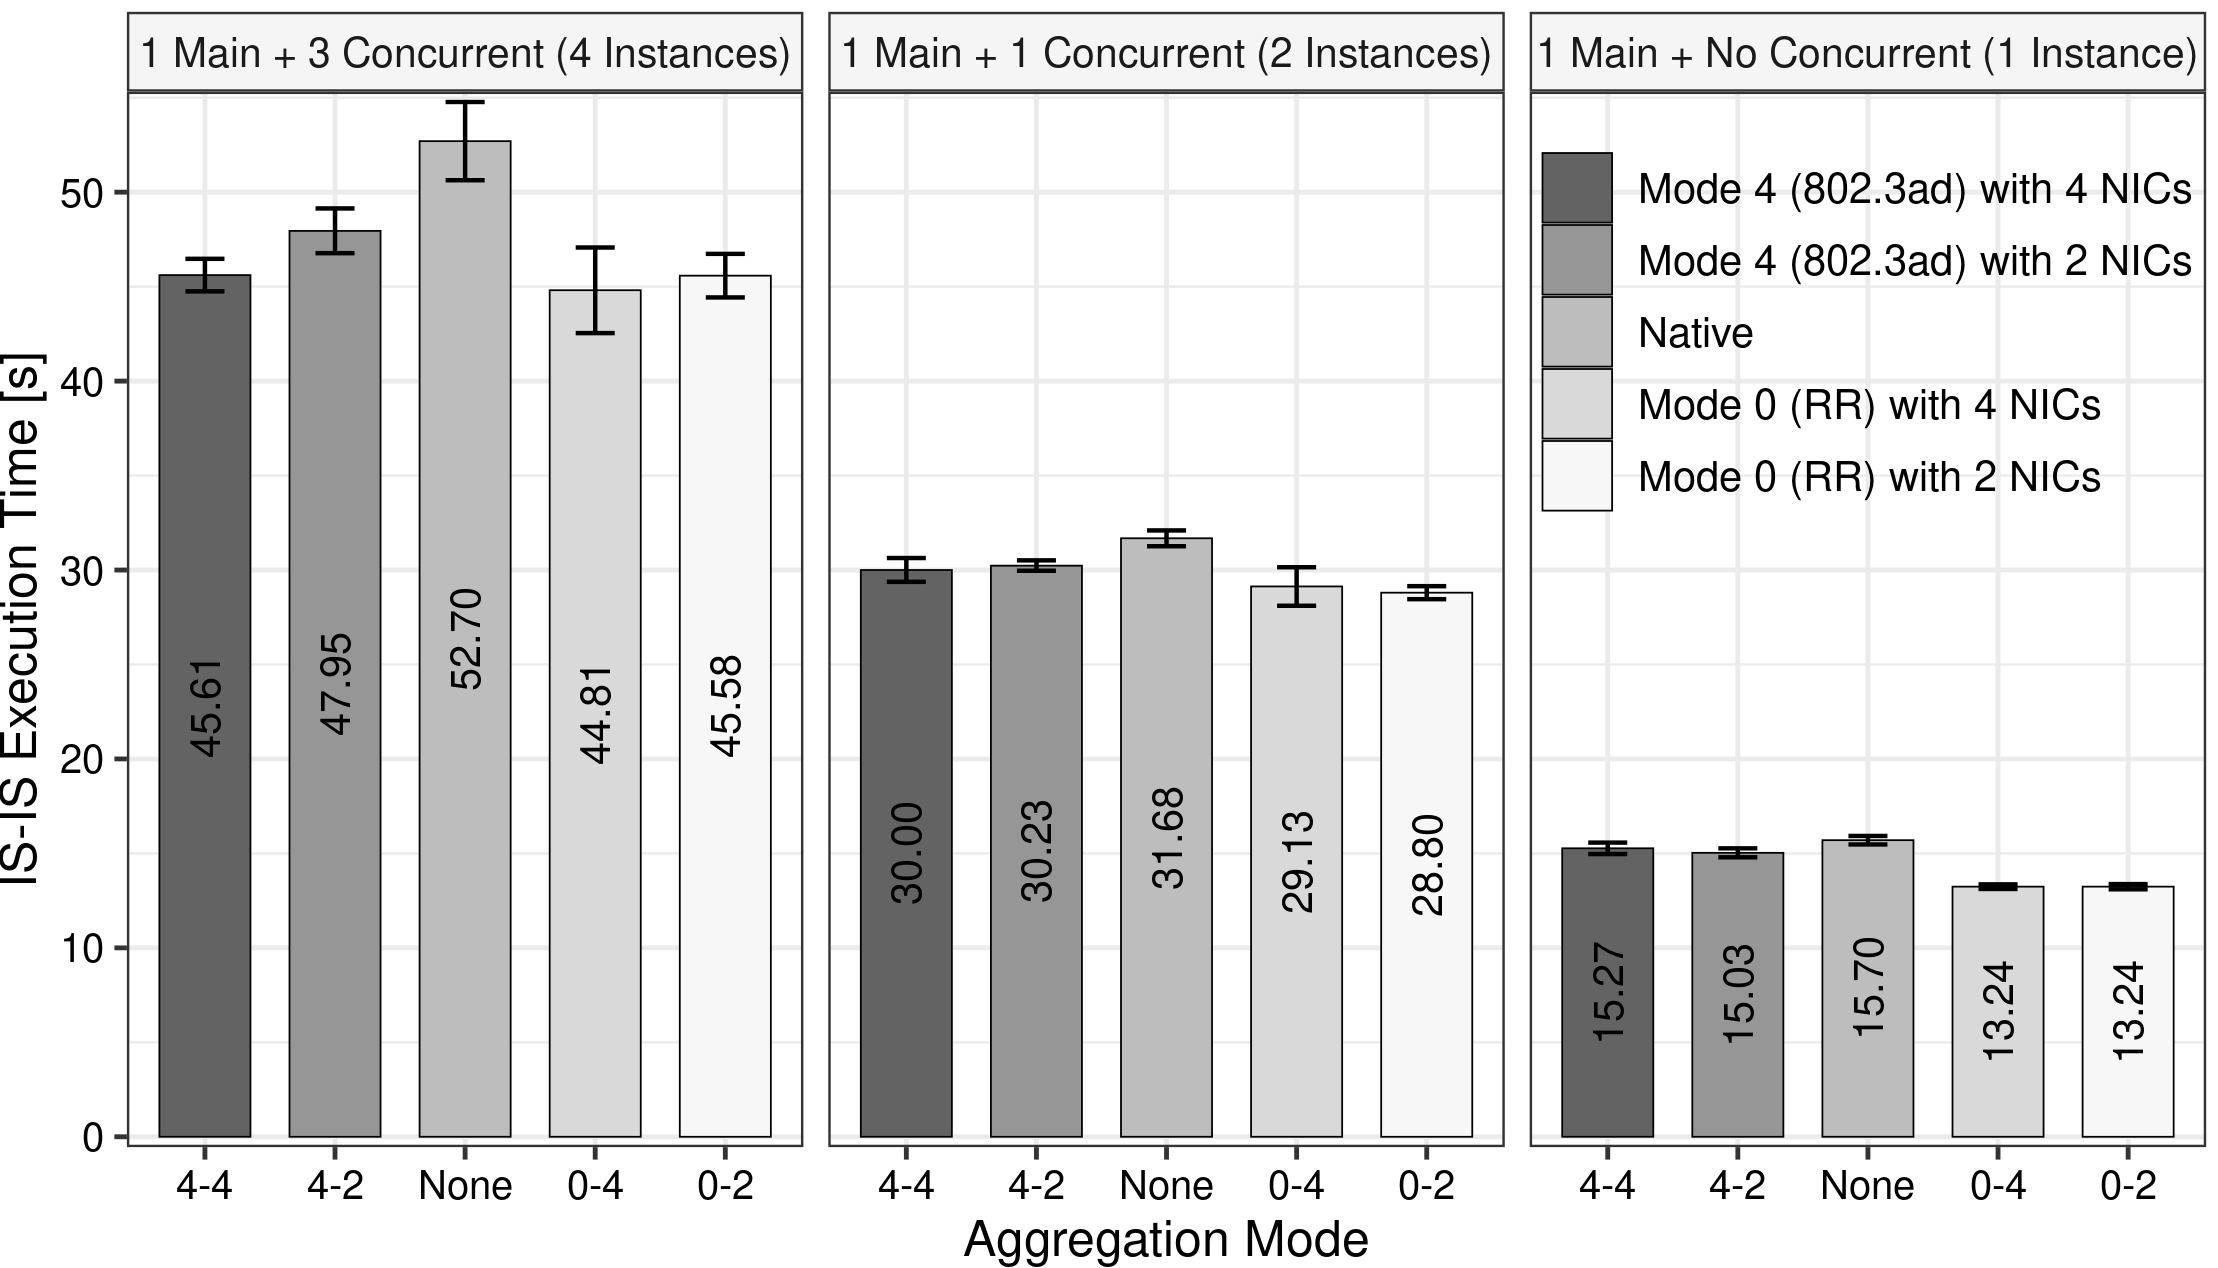 1 Main + 3 Concurrent (4 Instances)
1 Main + 1 Concurrent (2 Instances)
1 Main + No Concurrent (1 Instance)
IS-IS Execution Time [s]
50
40
30
20
10
0
45.61
47.95
52.70
44.81
45.58
30.00
30.23
31.68
29.13
28.80
Mode 4 (802.3ad) with 4 NICs
Mode 4 (802.3ad) with 2 NICs
Native
Mode 0 (RR) with 4 NICs
Mode 0 (RR) with 2 NICs
15.27
15.03
15.70
13.24
13.24
4-4 4-2 None 0-4 0-2
4-4 4-2 None 0-4 0-2
4-4 4-2 None 0-4 0-2
Aggregation Mode